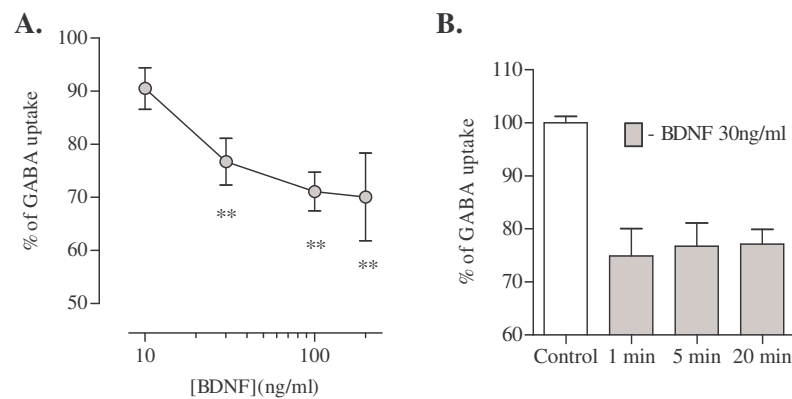 A.
100
90
80
70
60
50
% of GABA uptake
**
**
**
10
100
[BDNF](ng/ml)
B.
110
100
90
80
70
60
% of GABA uptake
- BDNF 30ng/ml
Control 1 min 5 min 20 min